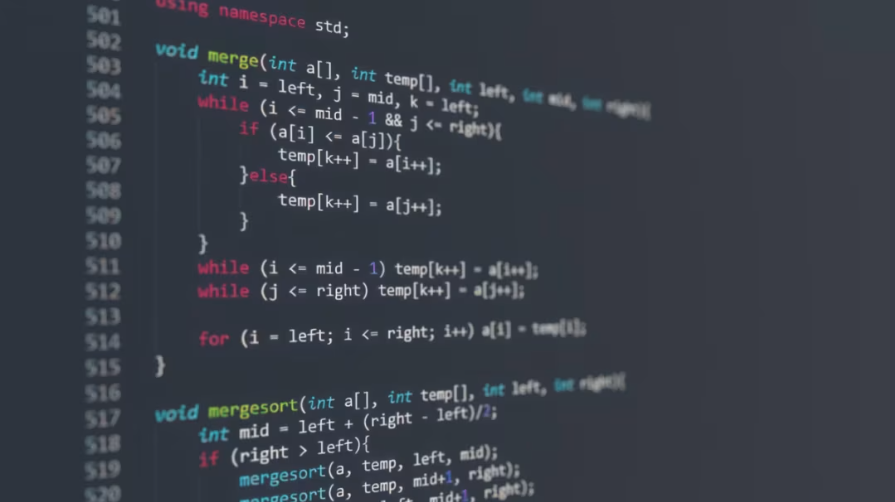 501 using namespace std;
502
503 void merge(int a[], int temp[], int left, int mid, int right){
504 int i = left, j = mid, k = left;
505 while (i <= mid - 1 && j <= right){
506 if (a[i] <= a[j]){
507 temp[k++] = a[i++];
508 }else{
509 temp[k++] = a[j++];
510 }
511 }
512 while (i <= mid - 1) temp[k++] = a[i++];
513 while (j <= right) temp[k++] = a[j++];
514
515 for (i = left; i <= right; i++) a[i] = temp[i];
516 }
517 void mergesort(int a[], int temp[], int left, int right){
518 int mid = left + (right - left)/2;
519 if (right > left){
520 mergesort(a, temp, left, mid);
mergesort(a, temp, mid+1, right);
left, mid+1, right);